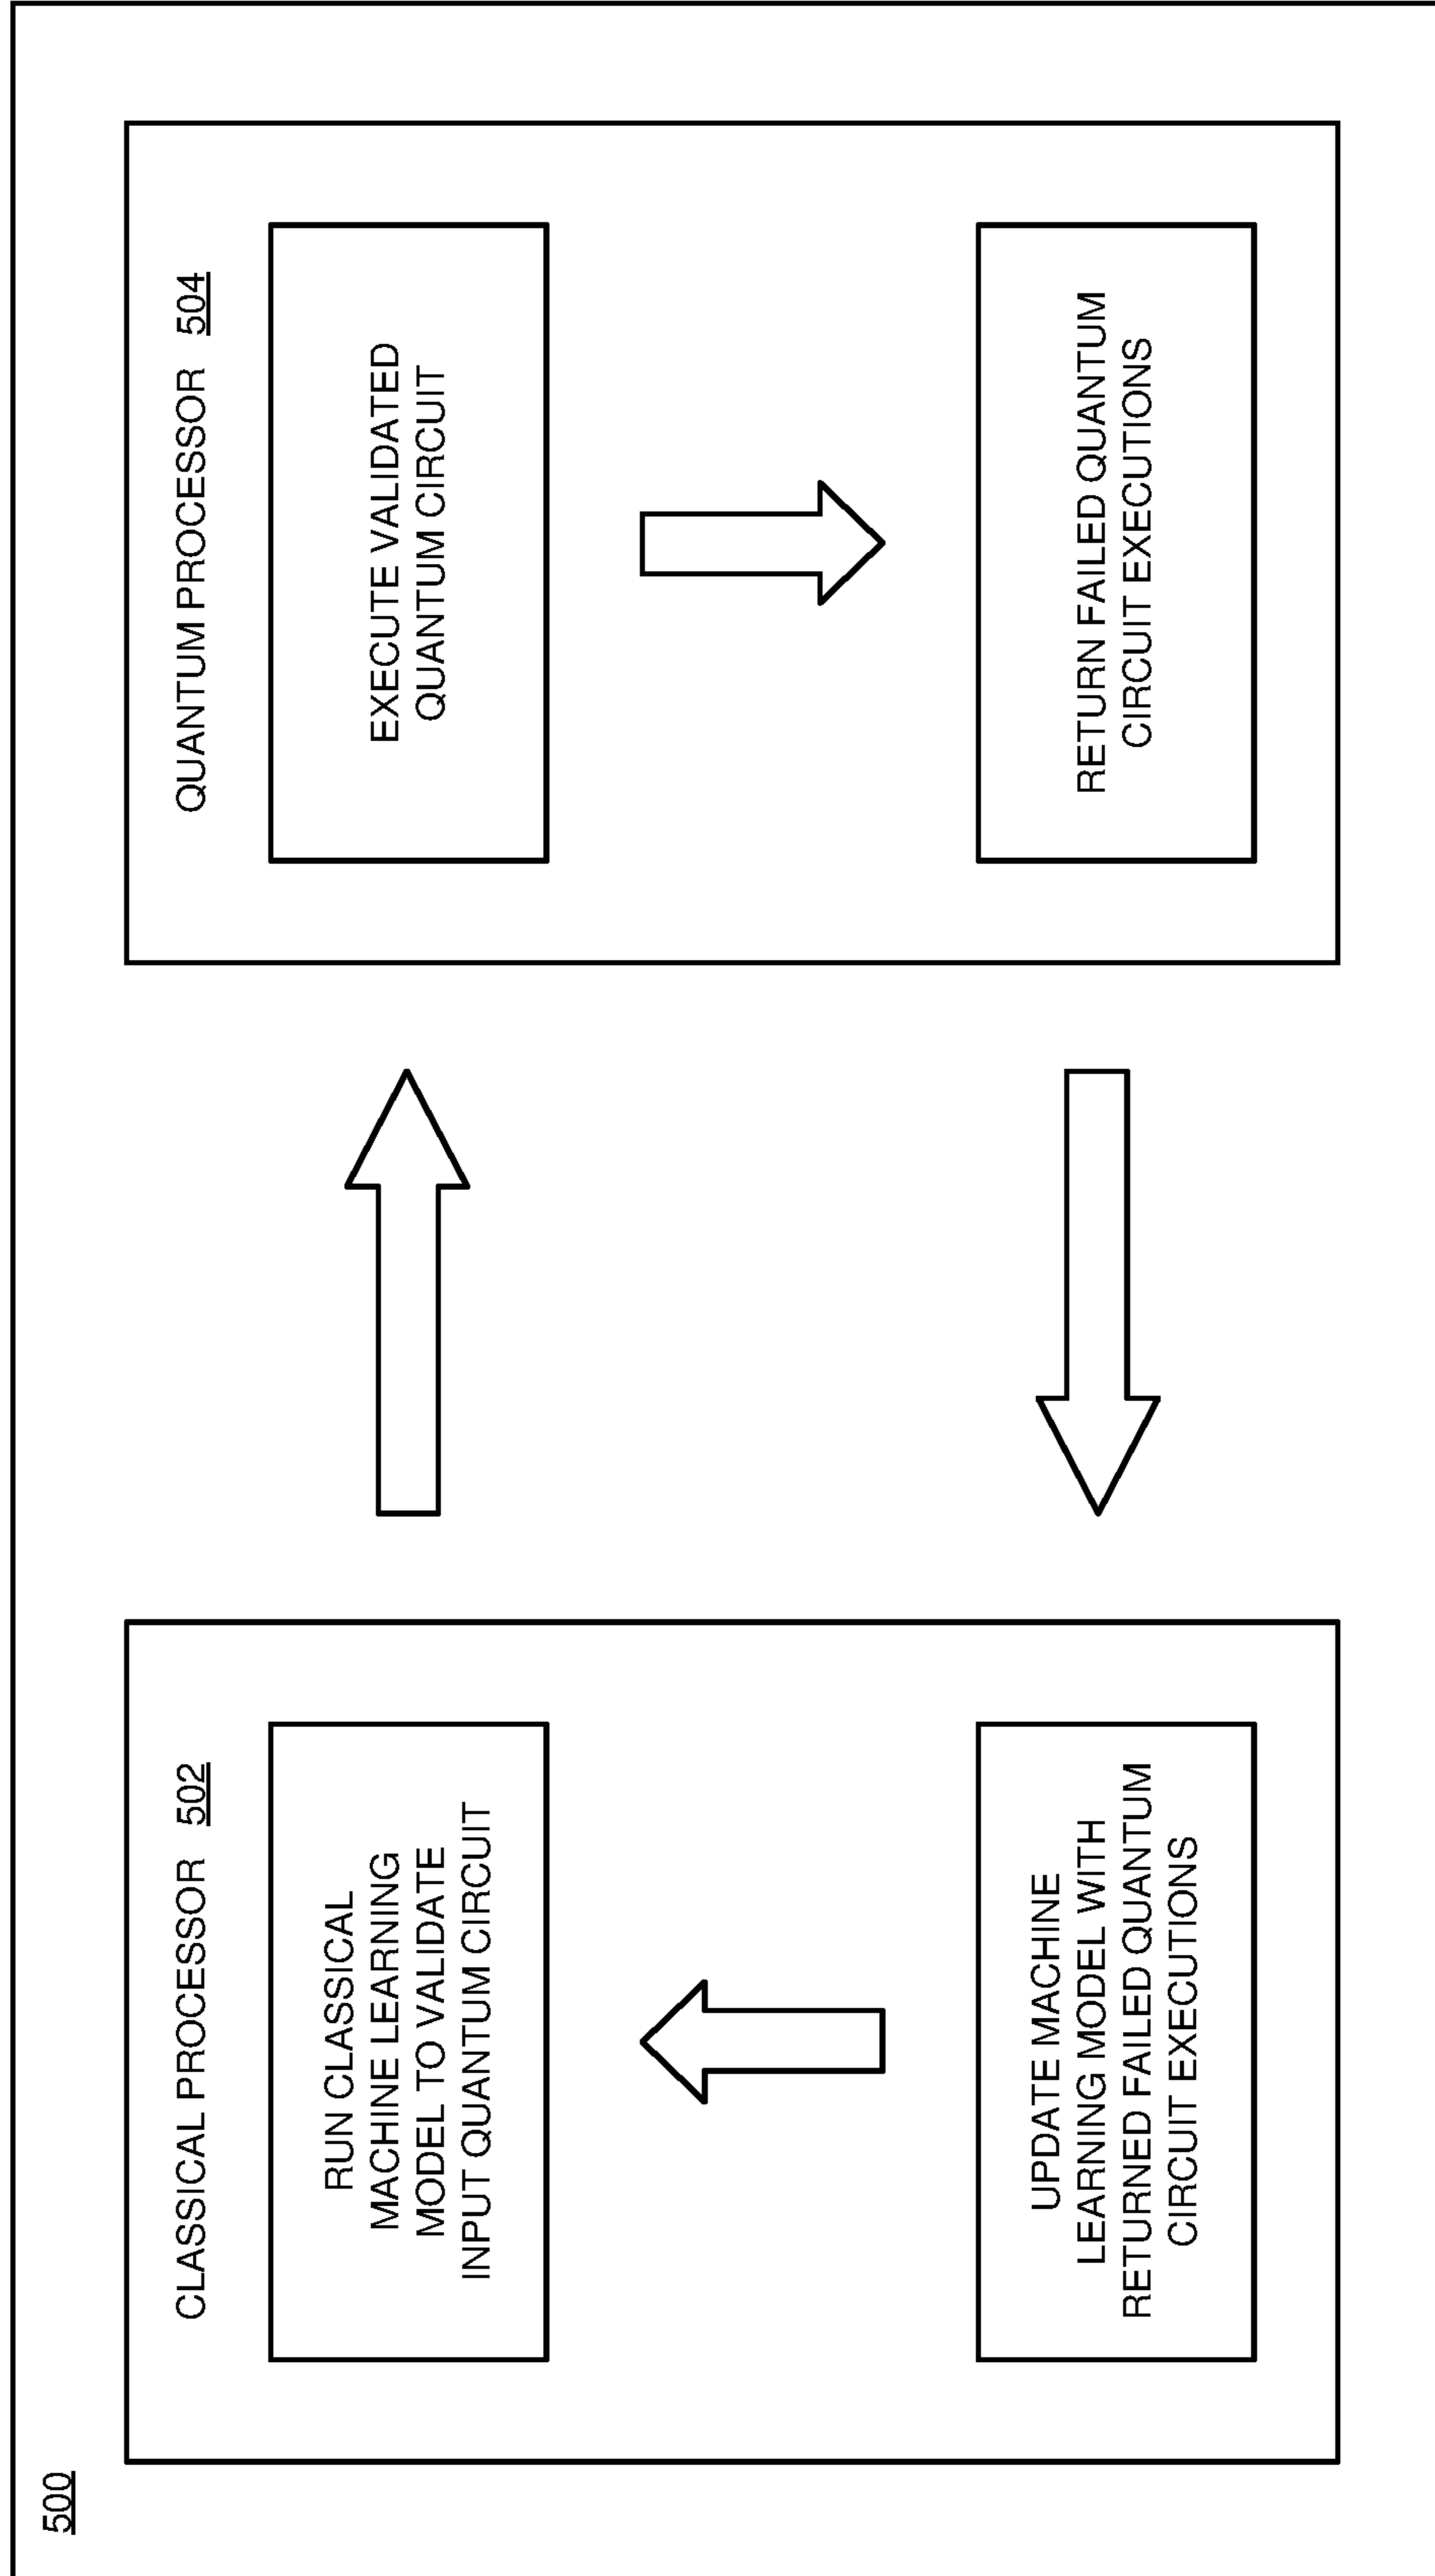 500
CLASSICAL PROCESSOR 502
RUN CLASSICAL
MACHINE LEARNING
MODEL TO VALIDATE
INPUT QUANTUM CIRCUIT
UPDATE MACHINE
LEARNING MODEL WITH
RETURNED FAILED QUANTUM
CIRCUIT EXECUTIONS
QUANTUM PROCESSOR 504
EXECUTE VALIDATED
QUANTUM CIRCUIT
RETURN FAILED QUANTUM
CIRCUIT EXECUTIONS